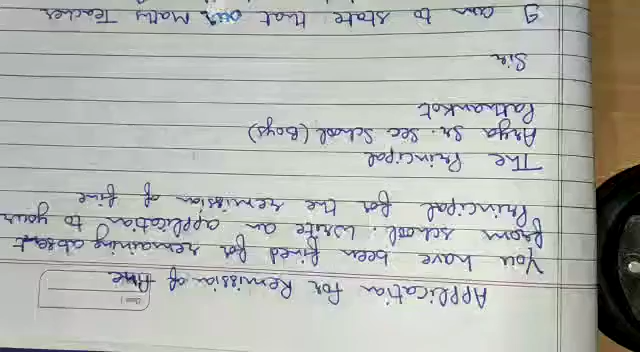 Application for Remission of fine
You have been fined for remaining absent
from school. Write an application to your
Principal for the remission of fine
The Principal
Arya Sr. Sec School (Boys)
Pathankot
Sir
I am to state that our Maths Teacher